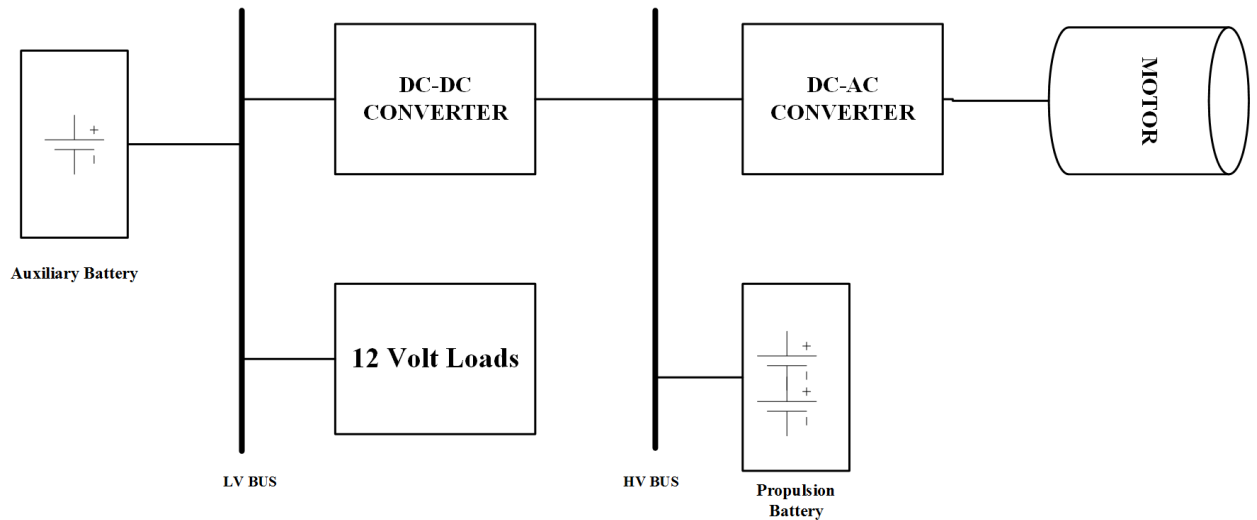 DC-DC
CONVERTER
DC-AC
CONVERTER
MOTOR
+
Auxiliary Battery
12 Volt Loads
+
+
LV BUS
HV BUS
Propulsion
Battery